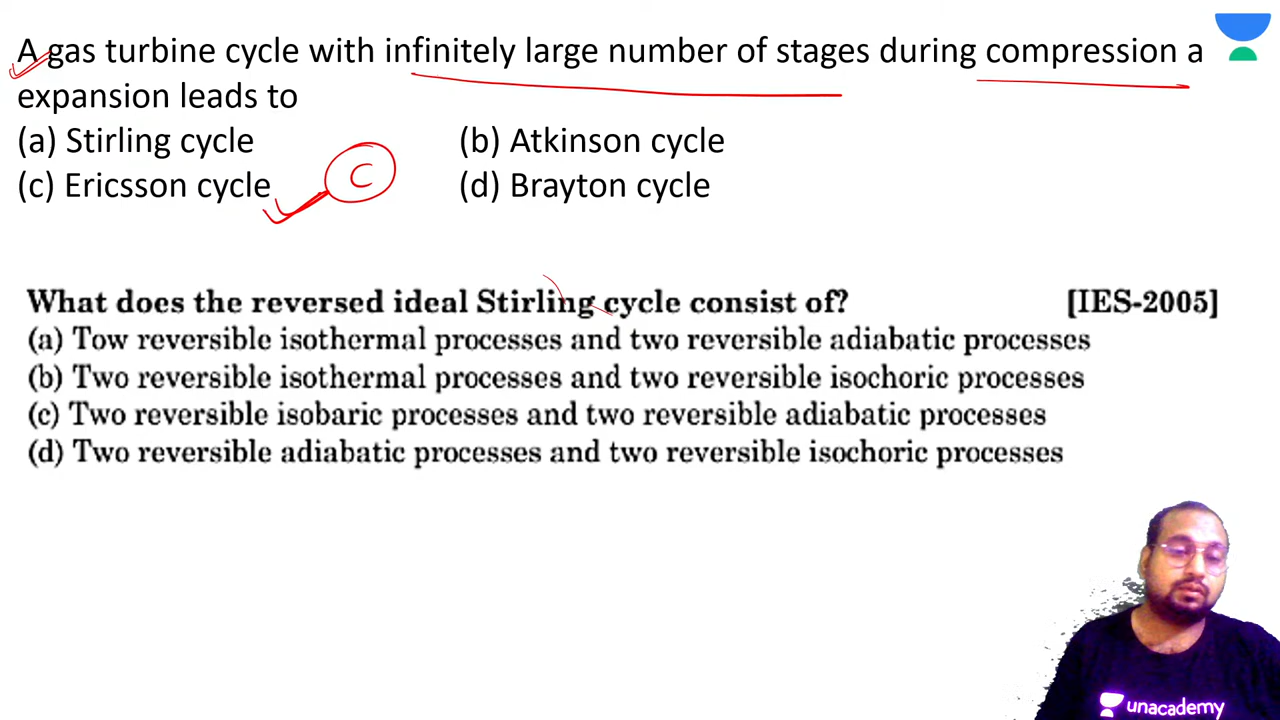 A gas turbine cycle with infinitely large number of stages during compression a
expansion leads to
(a) Stirling cycle (b) Atkinson cycle
(c) Ericsson cycle (d) Brayton cycle
C
What does the reversed ideal Stirling cycle consist of? [IES-2005]
(a) Tow reversible isothermal processes and two reversible adiabatic processes
(b) Two reversible isothermal processes and two reversible isochoric processes
(c) Two reversible isobaric processes and two reversible adiabatic processes
(d) Two reversible adiabatic processes and two reversible isochoric processes
unacademy